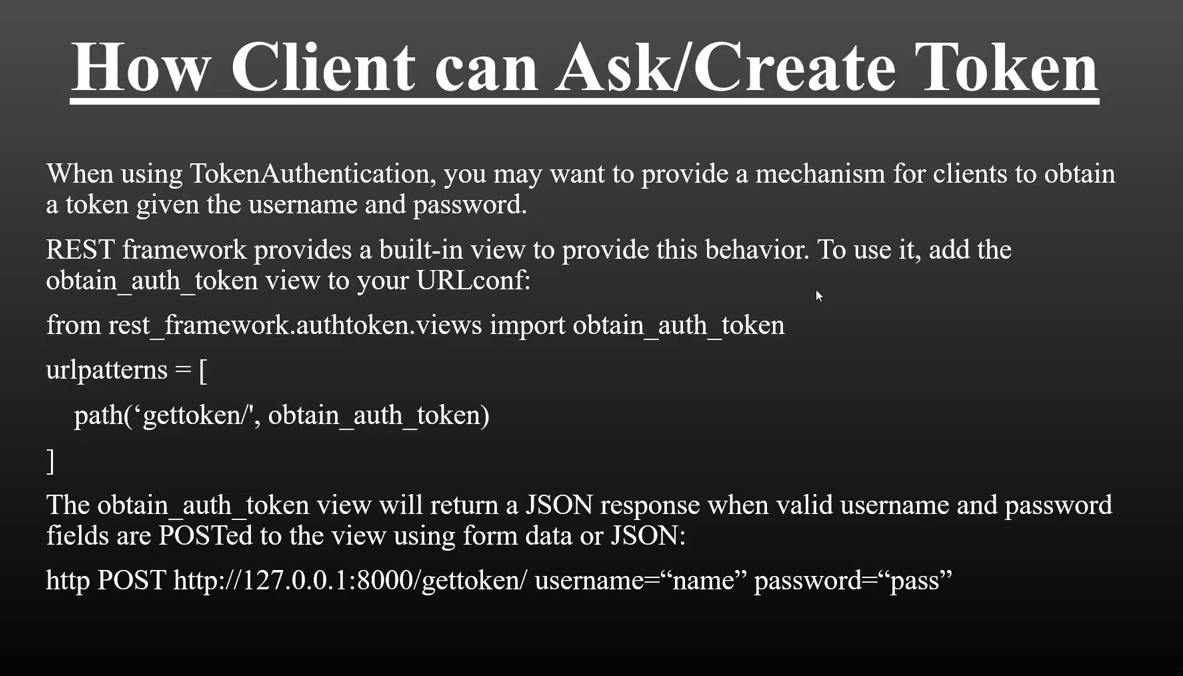 How Client can Ask/Create Token
When using TokenAuthentication, you may want to provide a mechanism for clients to obtain
a token given the username and password.
REST framework provides a built-in view to provide this behavior. To use it, add the
obtain_auth_token view to your URLconf:
from rest_framework.authtoken.views import obtain_auth_token
urlpatterns = [
path(‘gettoken/', obtain_auth_token)
]
The obtain_auth_token view will return a JSON response when valid username and password
fields are POSTed to the view using form data or JSON:
http POST http://127.0.0.1:8000/gettoken/ username=“name” password=“pass”